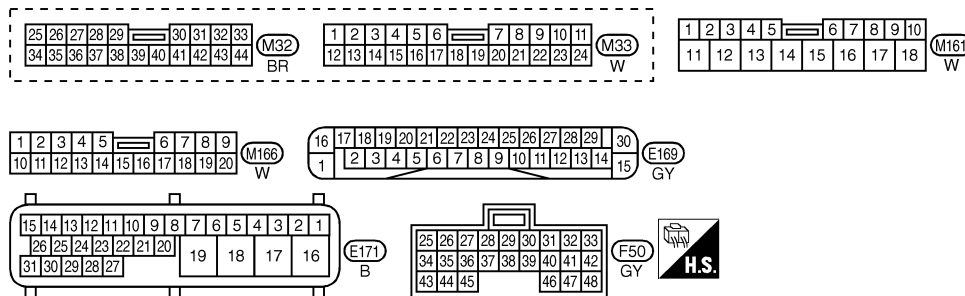 25 26 27 28 29 30 31 32 33
34 35 36 37 38 39 40 41 42 43 44
M32
BR
1 2 3 4 5 6 7 8 9 10 11
12 13 14 15 16 17 18 19 20 21 22 23 24
M33
W
1 2 3 4 5 6 7 8 9 10
11 12 13 14 15 16 17 18
M161
W
1 2 3 4 5 6 7 8 9
10 11 12 13 14 15 16 17 18 19 20
M166
W
16 17 18 19 20 21 22 23 24 25 26 27 28 29 30
1 2 3 4 5 6 7 8 9 10 11 12 13 14 15
E169
GY
15 14 13 12 11 10 9 8 7 6 5 4 3 2 1
26 25 24 23 22 21 20 19 18 17 16
31 30 29 28 27
E171
B
25 26 27 28 29 30 31 32 33
34 35 36 37 38 39 40 41 42
43 44 45 46 47 48
F50
GY
H.S.